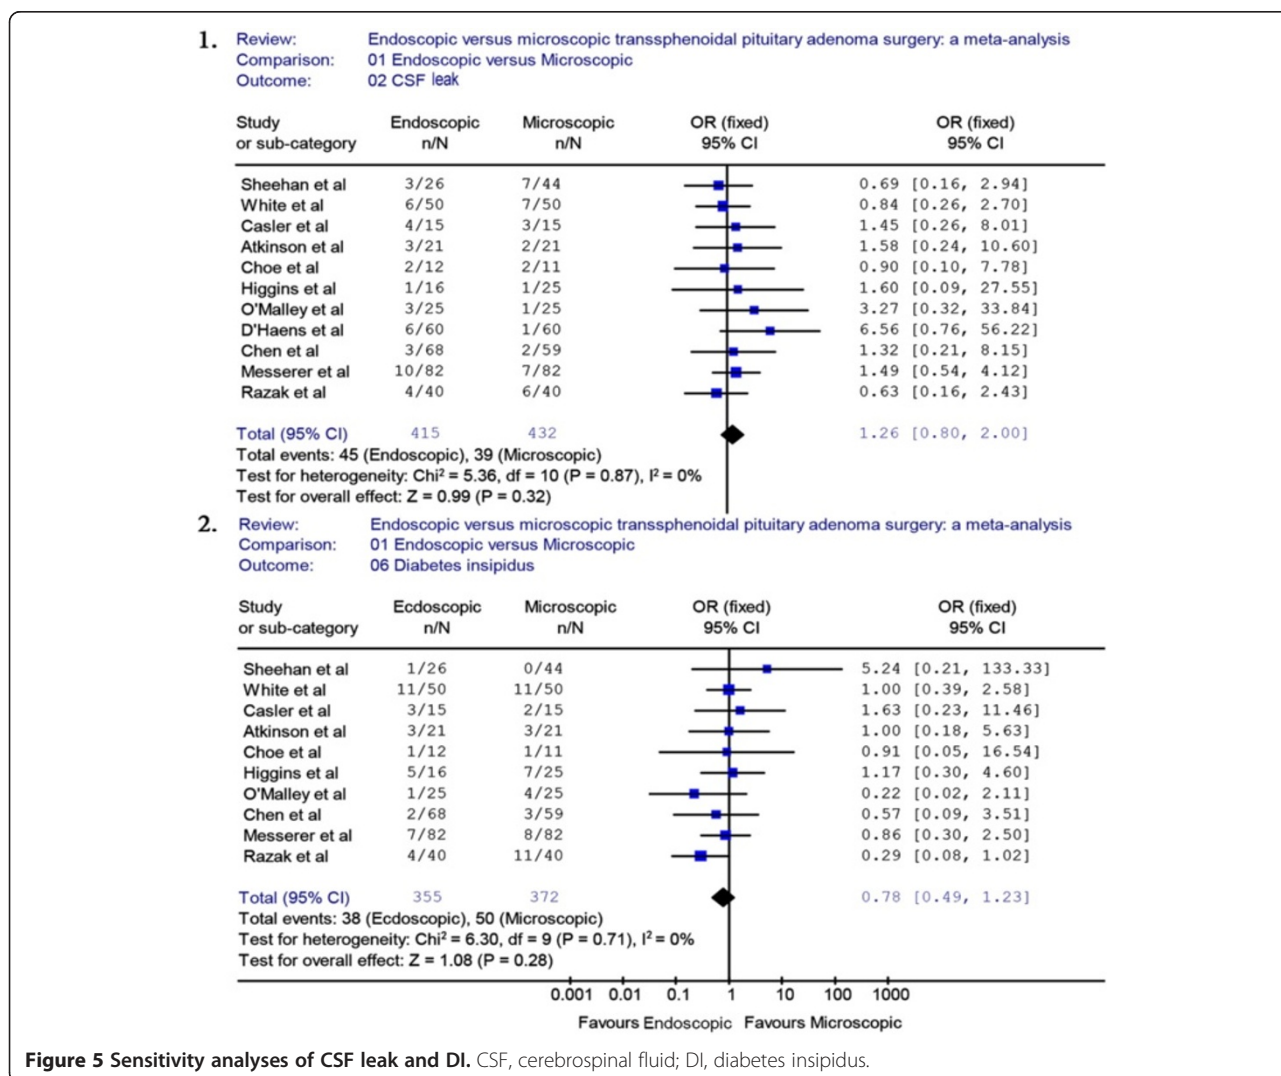 1. Review: Endoscopic versus microscopic transsphenoidal pituitary adenoma surgery: a meta-analysis
Comparison: 01 Endoscopic versus Microscopic
Outcome: 02 CSF leak
Study Endoscopic Microscopic OR (fixed) OR (fixed)
or sub-category n/N n/N 95% CI 95% CI
Sheehan et al 3/26 7/44 0.69 [0.16, 2.94]
White et al 6/50 7/50 0.84 [0.26, 2.70]
Casler et al 4/15 3/15 1.45 [0.26, 8.01]
Atkinson et al 3/21 2/21 1.58 [0.24, 10.60]
Choe et al 2/12 2/11 0.90 [0.10, 7.78]
Higgins et al 1/16 1/25 1.60 [0.09, 27.55]
O'Malley et al 3/25 1/25 3.27 [0.32, 33.84]
D'Haens et al 6/60 1/60 6.56 [0.76, 56.22]
Chen et al 3/68 2/59 1.32 [0.21, 8.15]
Messerer et al 10/82 7/82 1.49 [0.54, 4.12]
Razak et al 4/40 6/40 0.63 [0.16, 2.43]
Total (95% CI) 415 432 1.26 [0.80, 2.00]
Total events: 45 (Endoscopic), 39 (Microscopic)
Test for heterogeneity: Chi² = 5.36, df = 10 (P = 0.87), I² = 0%
Test for overall effect: Z = 0.99 (P = 0.32)
2. Review: Endoscopic versus microscopic transsphenoidal pituitary adenoma surgery: a meta-analysis
Comparison: 01 Endoscopic versus Microscopic
Outcome: 06 Diabetes insipidus
Study Ecdoscopic Microscopic OR (fixed) OR (fixed)
or sub-category n/N n/N 95% CI 95% CI
Sheehan et al 1/26 0/44 5.24 [0.21, 133.33]
White et al 11/50 11/50 1.00 [0.39, 2.58]
Casler et al 3/15 2/15 1.63 [0.23, 11.46]
Atkinson et al 3/21 3/21 1.00 [0.18, 5.63]
Choe et al 1/12 1/11 0.91 [0.05, 16.54]
Higgins et al 5/16 7/25 1.17 [0.30, 4.60]
O'Malley et al 1/25 4/25 0.22 [0.02, 2.11]
Chen et al 2/68 3/59 0.57 [0.09, 3.51]
Messerer et al 7/82 8/82 0.86 [0.30, 2.50]
Razak et al 4/40 11/40 0.29 [0.08, 1.02]
Total (95% CI) 355 372 0.78 [0.49, 1.23]
Total events: 38 (Ecdoscopic), 50 (Microscopic)
Test for heterogeneity: Chi² = 6.30, df = 9 (P = 0.71), I² = 0%
Test for overall effect: Z = 1.08 (P = 0.28)
0.001 0.01 0.1 1 10 100 1000
Favours Endoscopic Favours Microscopic
Figure 5 Sensitivity analyses of CSF leak and DI. CSF, cerebrospinal fluid; DI, diabetes insipidus.